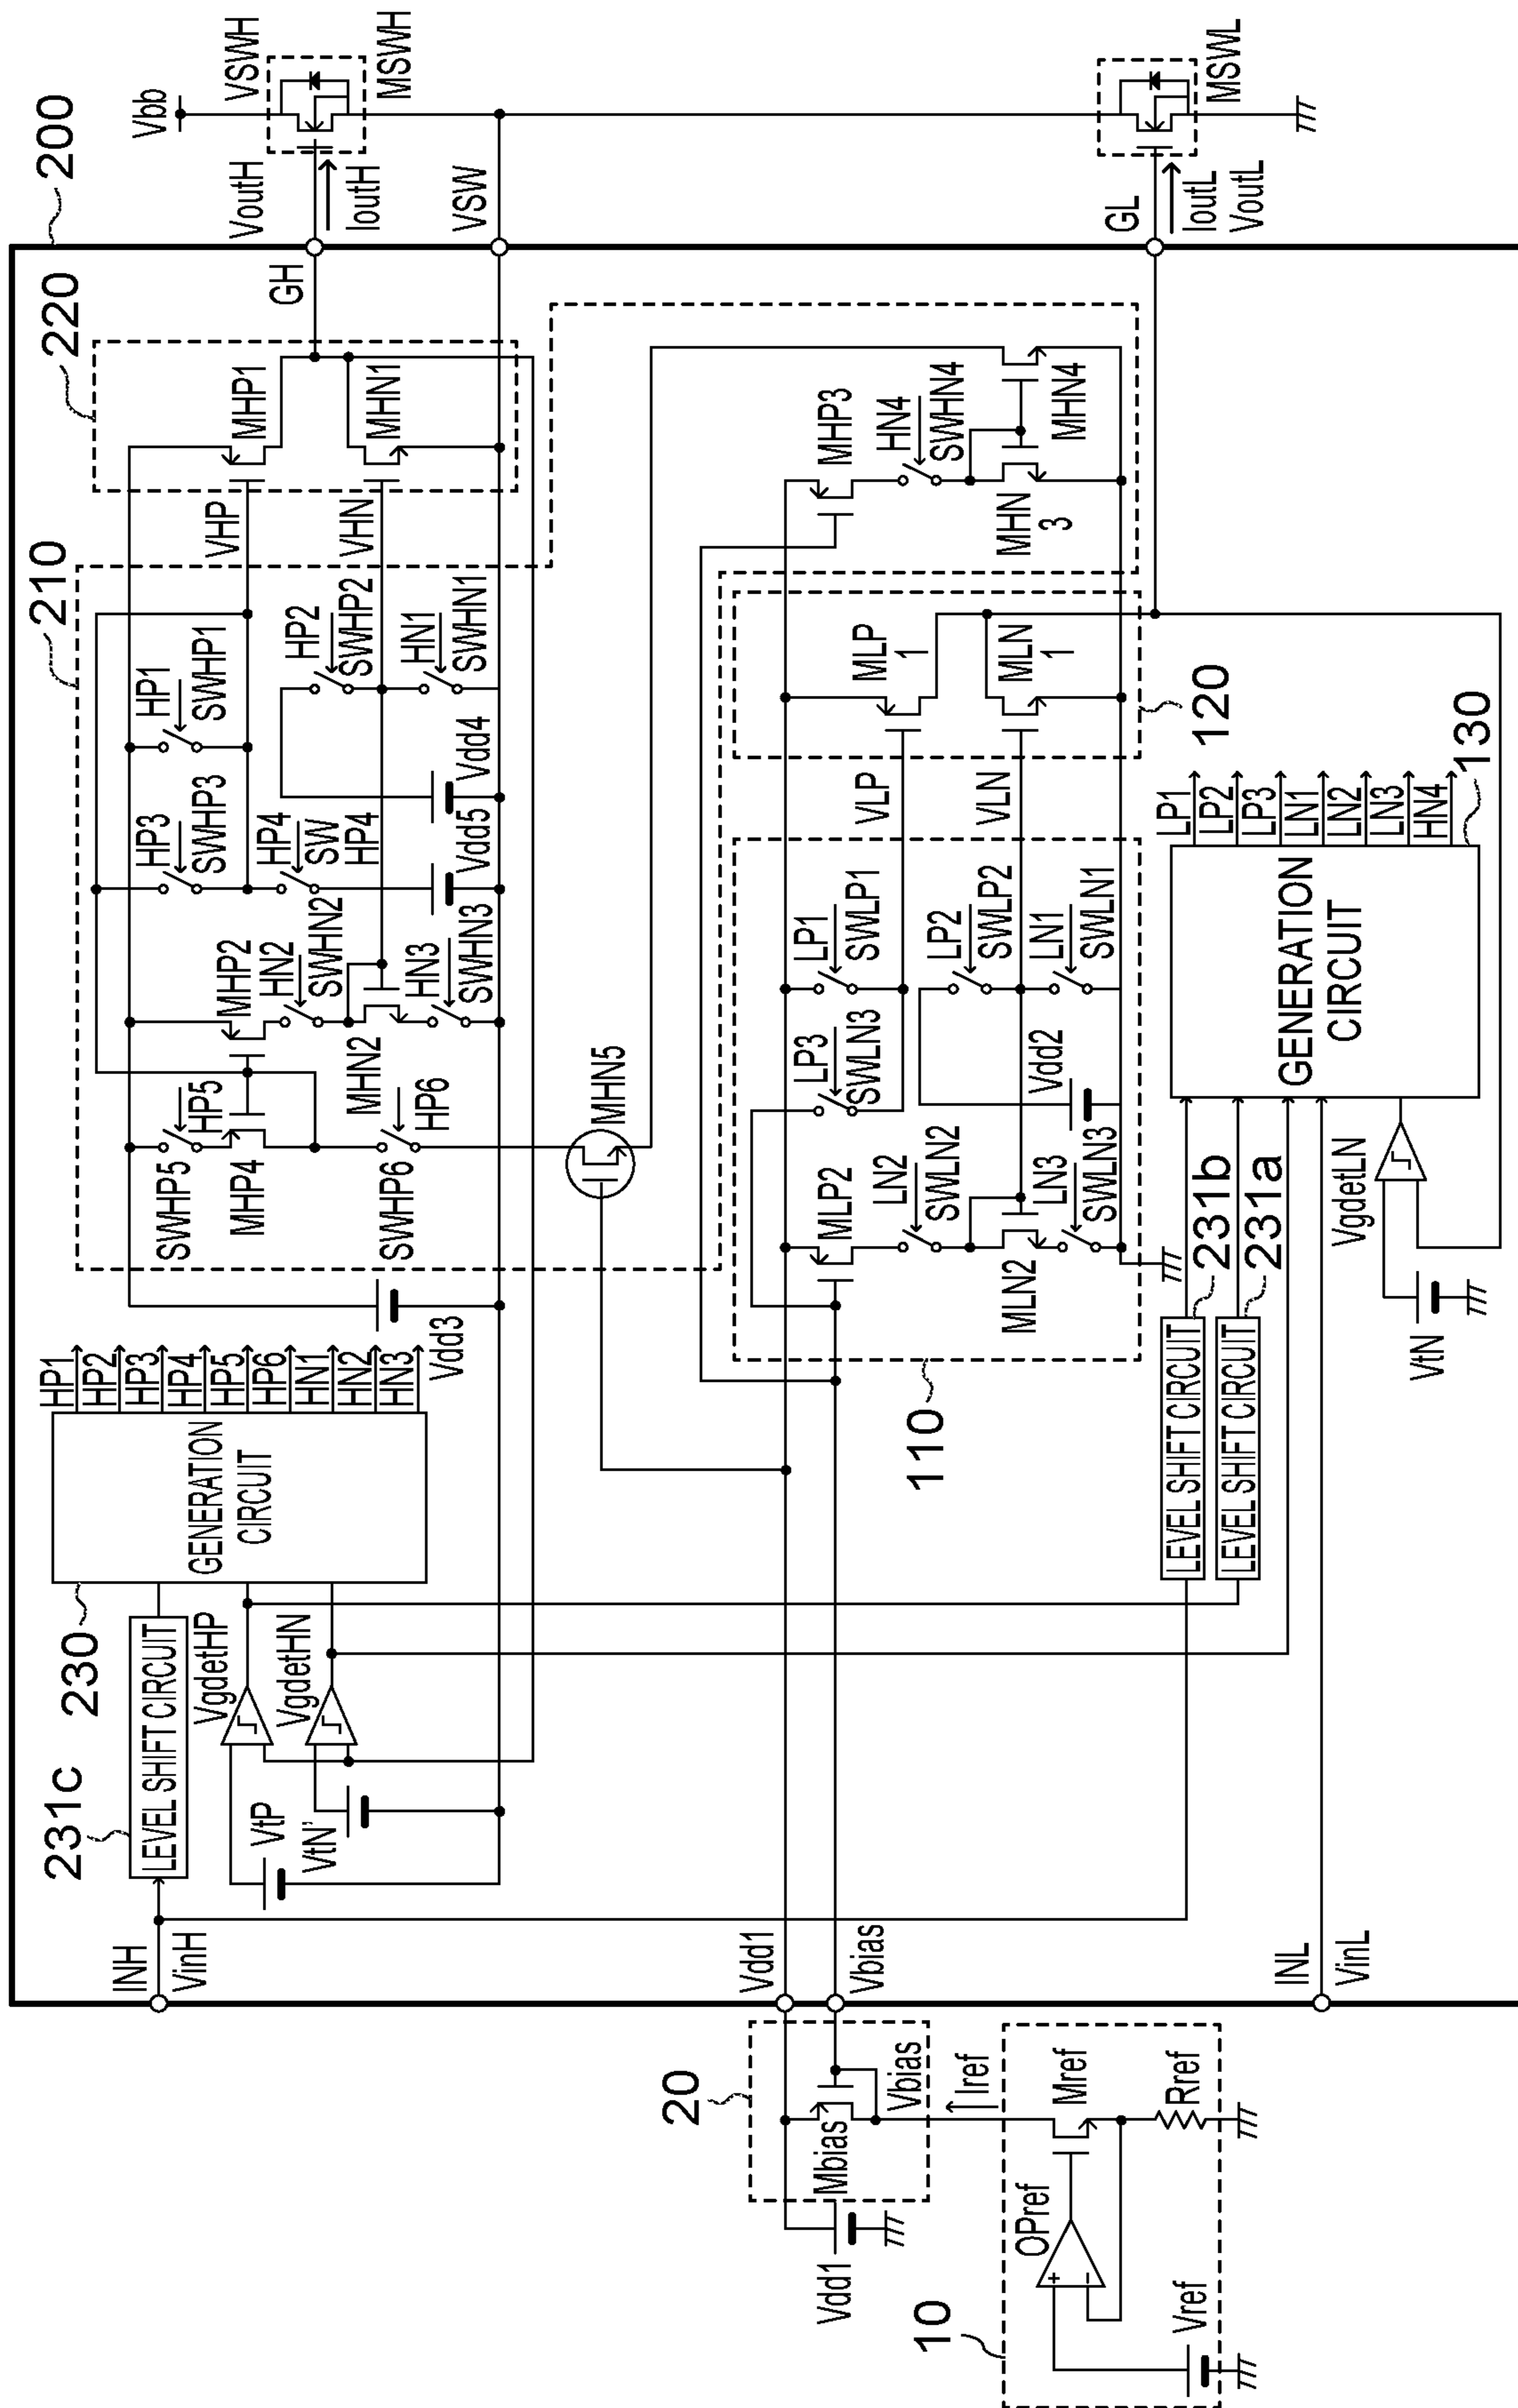 200
Vbb
VSWH
MSWH
VoutH
IoutH
VSW
MSWL
GL
IoutL
VoutL
GH
220
MHP1
MHN1
VHP
VHN
210
HP1
SWHP1
HP2
SWHP2
HN1
SWHN1
HP3
SWHP3
HP4
SW
HP4
Vdd4
Vdd5
MHP2
HN2
SWHN2
MHN2
HN3
SWHN3
SWHP5
HP5
MHP4
SWHP6
HP6
MHN5
MHP3
HN4
SWHN4
MHN
3
MHN4
MLP
1
MLN
1
120
VLP
VLN
LP1
SWLP1
LP2
SWLP2
LN1
SWLN1
LP3
SWLN3
Vdd2
MLP2
LN2
SWLN2
MLN2
LN3
SWLN3
110
LP1
LP2
LP3
LN1
LN2
LN3
HN4
130
GENERATION
CIRCUIT
VgdetLN
VtN
231b
231a
LEVEL SHIFT CIRCUIT
LEVEL SHIFT CIRCUIT
Vdd3
HP1
HP2
HP3
HP4
HP5
HP6
HN1
HN2
HN3
GENERATION
CIRCUIT
230
231c
LEVEL SHIFT CIRCUIT
VgdetHP
VgdetHN
VtP
VtN'
INH
VinH
Vdd1
Vbias
INL
VinL
20
Mbias
Vbias
Vdd1
Iref
10
OPref
+
−
Mref
Rref
Vref